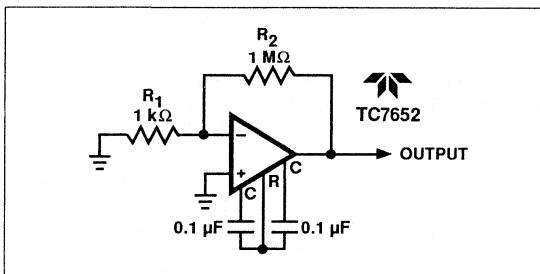 R2
1 MΩ
R1
1 kΩ
TC7652
−
+
C
R
C
OUTPUT
0.1 µF
0.1 µF